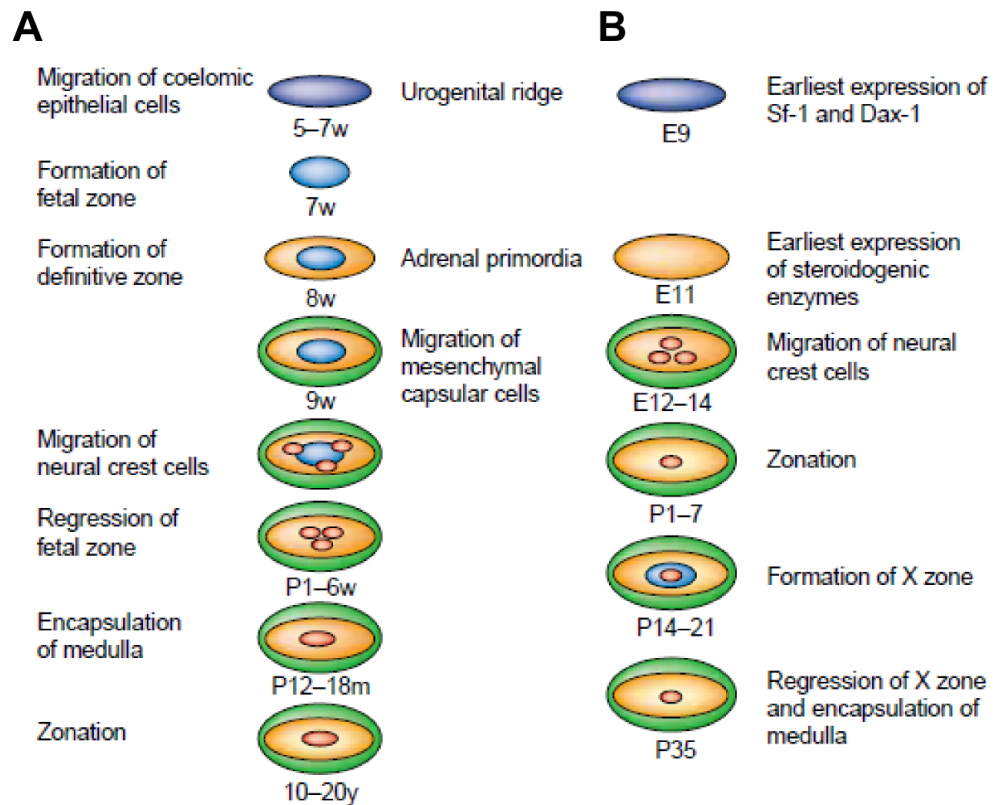 A
Migration of coelomic
epithelial cells
Urogenital ridge
5–7w
Formation of
fetal zone
7w
Formation of
definitive zone
Adrenal primordia
8w
Migration of
mesenchymal
capsular cells
9w
Migration of
neural crest cells
Regression of
fetal zone
P1–6w
Encapsulation
of medulla
P12–18m
Zonation
10–20y
B
Earliest expression of
Sf-1 and Dax-1
E9
Earliest expression
of steroidogenic
enzymes
E11
Migration of neural
crest cells
E12–14
Zonation
P1–7
Formation of X zone
P14–21
Regression of X zone
and encapsulation of
medulla
P35